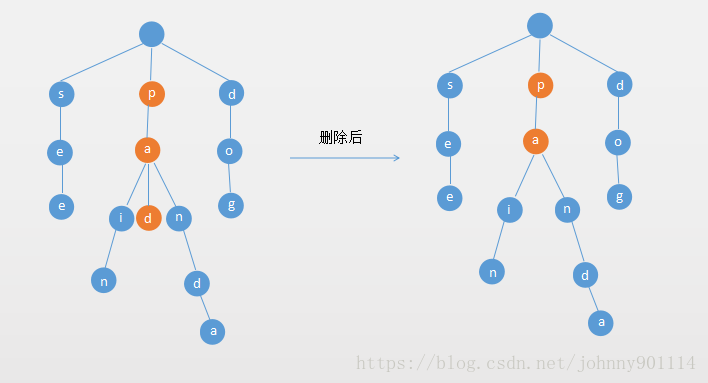 s p d s p d
e a o 删除后 e a o
e i d n g e i n g
n d n d
a a
https://blog.csdn.net/johnny901114